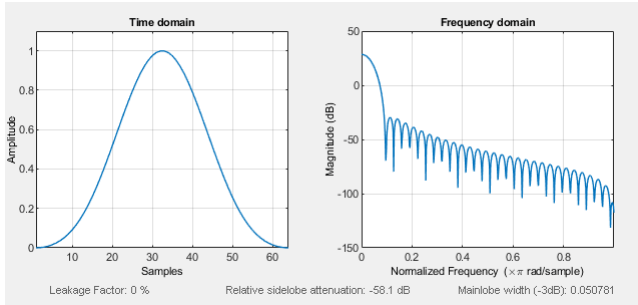 Time domain
Frequency domain
1
0.8
0.6
0.4
0.2
0
Amplitude
10 20 30 40 50 60
Samples
50
0
-50
-100
-150
Magnitude (dB)
0 0.2 0.4 0.6 0.8
Normalized Frequency (×π rad/sample)
Leakage Factor: 0 % Relative sidelobe attenuation: -58.1 dB Mainlobe width (-3dB): 0.050781